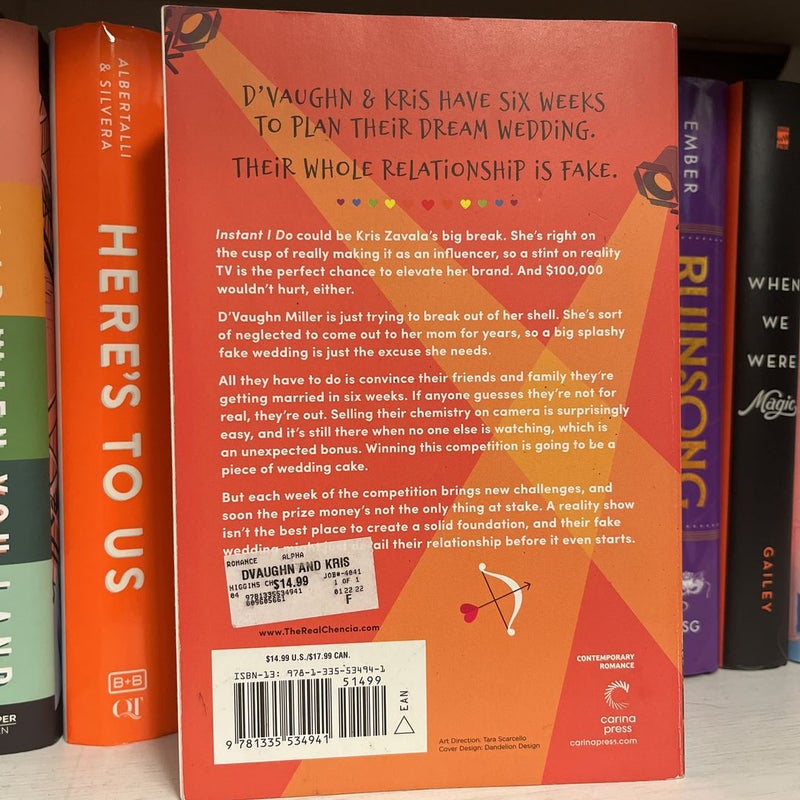 ALBERTALLI
& SILVERA
HERE'S TO US
B+B
QT
D'VAUGHN & KRIS HAVE SIX WEEKS
TO PLAN THEIR DREAM WEDDING.
THEIR WHOLE RELATIONSHIP IS FAKE.
Instant I Do could be Kris Zavala's big break. She's right on
the cusp of really making it as an influencer, so a stint on reality
TV is the perfect chance to elevate her brand. And $100,000
wouldn't hurt, either.
D'Vaughn Miller is just trying to break out of her shell. She's sort
of neglected to come out to her mom for years, so a big splashy
fake wedding is just the excuse she needs.
All they have to do is convince their friends and family they're
getting married in six weeks. If anyone guesses they're not for
real, they're out. Selling their chemistry on camera is surprisingly
easy, and it's still there when no one else is watching, which is
an unexpected bonus. Winning this competition is going to be a
piece of wedding cake.
But each week of the competition brings new challenges, and
soon the prize money's not the only thing at stake. A reality show
isn't the best place to create a solid foundation, and their fake
wedding might just derail their relationship before it even starts.
ROMANCE ALPHA
DVAUGHN AND KRIS
HIGGINS CH $14.99 JOB#-4041
04 9781335534941 1 OF 1
01 22 22
F
www.TheRealChencia.com
$14.99 U.S./$17.99 CAN.
ISBN-13: 978-1-335-53494-1
51499
9 781335 534941
EAN
Art Direction: Tara Scarcello
Cover Design: Dandelion Design
CONTEMPORARY
ROMANCE
carina
press
carinapress.com
EMBER
RUINSONG
SG
WHEN
WE
WERE
Magic
GAILEY